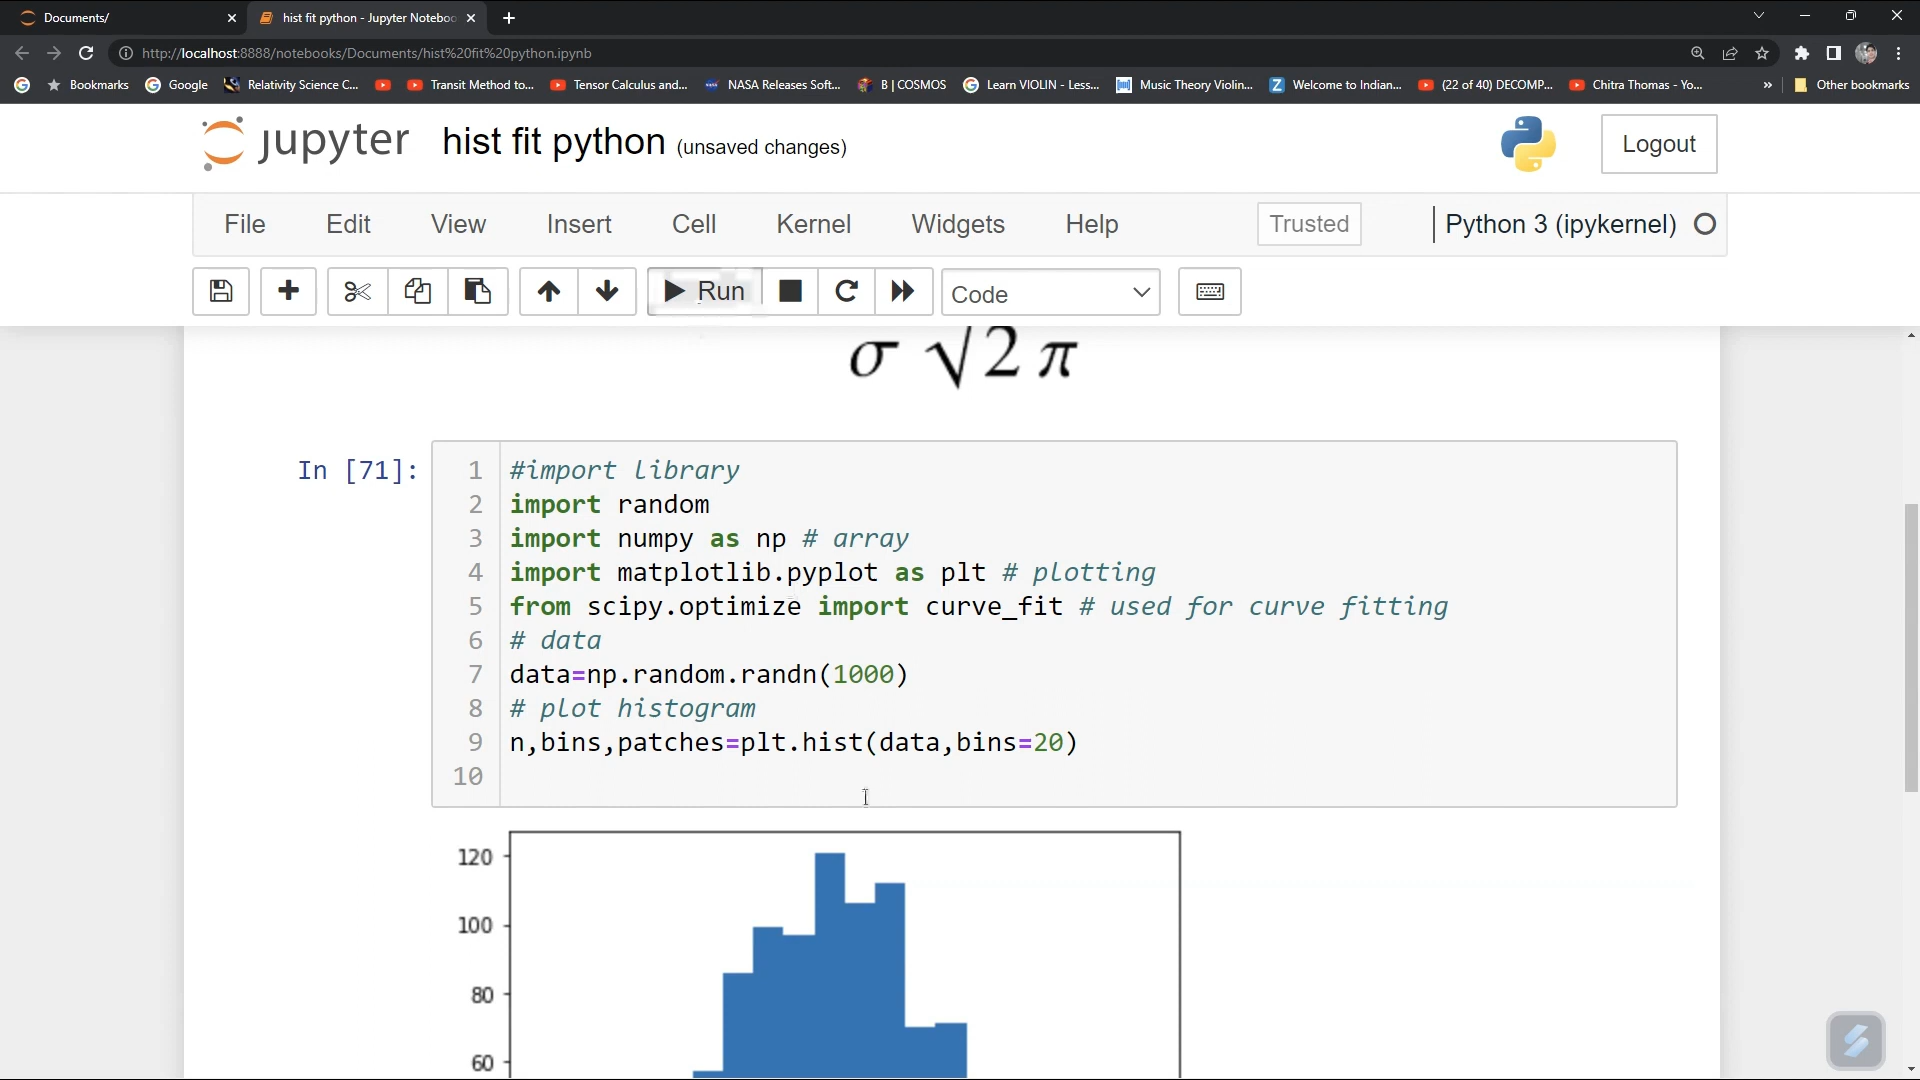 Documents/
hist fit python - Jupyter Noteboo
http://localhost:8888/notebooks/Documents/hist%20fit%20python.ipynb
Bookmarks Google Relativity Science C... Transit Method to... Tensor Calculus and... NASA Releases Soft... B | COSMOS Learn VIOLIN - Less... Music Theory Violin... Welcome to Indian... (22 of 40) DECOMP... Chitra Thomas - Yo... » Other bookmarks
jupyter hist fit python (unsaved changes)
Logout
File Edit View Insert Cell Kernel Widgets Help Trusted Python 3 (ipykernel)
Run Code
σ √2 π
In [71]:
1 #import library
2 import random
3 import numpy as np # array
4 import matplotlib.pyplot as plt # plotting
5 from scipy.optimize import curve_fit # used for curve fitting
6 # data
7 data=np.random.randn(1000)
8 # plot histogram
9 n,bins,patches=plt.hist(data,bins=20)
10
120
100
80
60